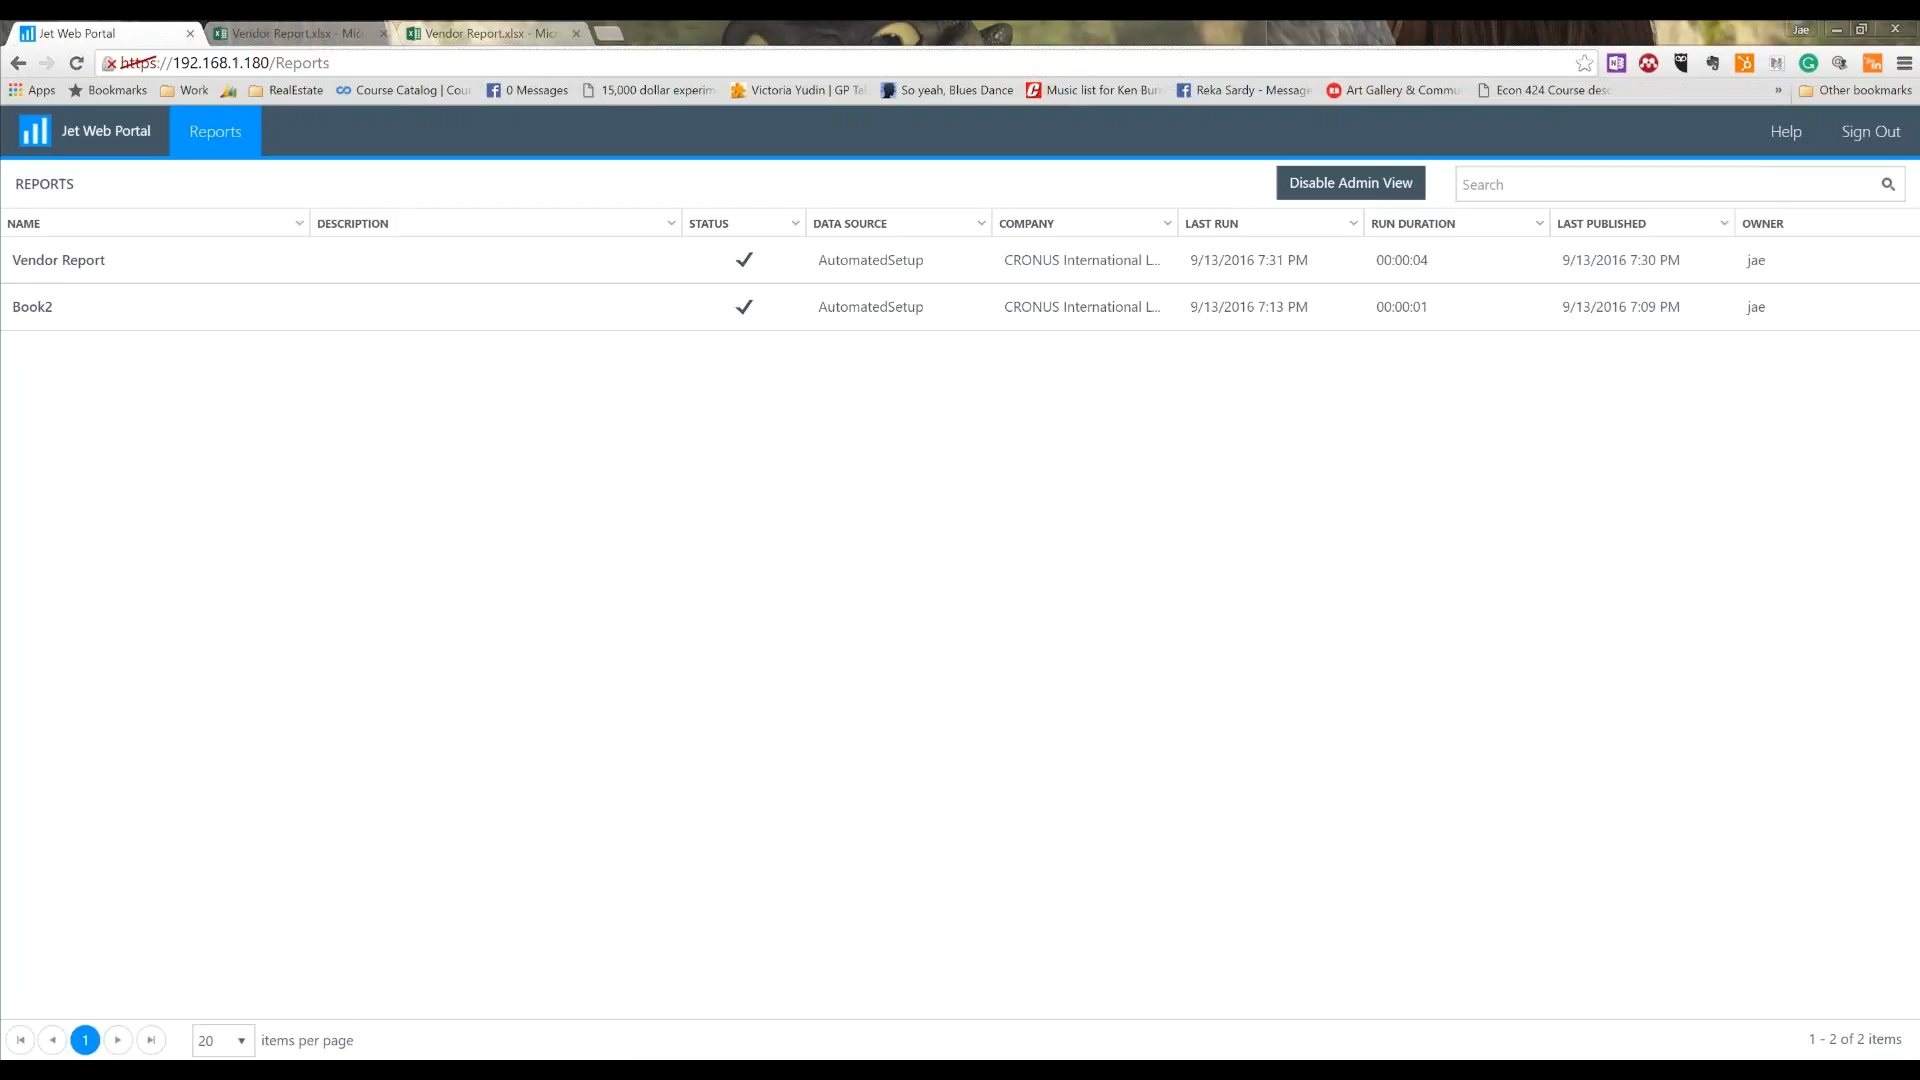 Jet Web Portal
Vendor Report.xlsx - Mic
Vendor Report.xlsx - Micr
Jae
https://192.168.1.180/Reports
Apps Bookmarks Work RealEstate Course Catalog | Cou 0 Messages 15,000 dollar experim Victoria Yudin | GP Ta So yeah, Blues Dance Music list for Ken Bur Reka Sardy - Message Art Gallery & Commu Econ 424 Course desc » Other bookmarks
Jet Web Portal Reports Help Sign Out
REPORTS Disable Admin View Search
NAME DESCRIPTION STATUS DATA SOURCE COMPANY LAST RUN RUN DURATION LAST PUBLISHED OWNER
Vendor Report AutomatedSetup CRONUS International L... 9/13/2016 7:31 PM 00:00:04 9/13/2016 7:30 PM jae
Book2 AutomatedSetup CRONUS International L... 9/13/2016 7:13 PM 00:00:01 9/13/2016 7:09 PM jae
1 20 items per page 1 - 2 of 2 items